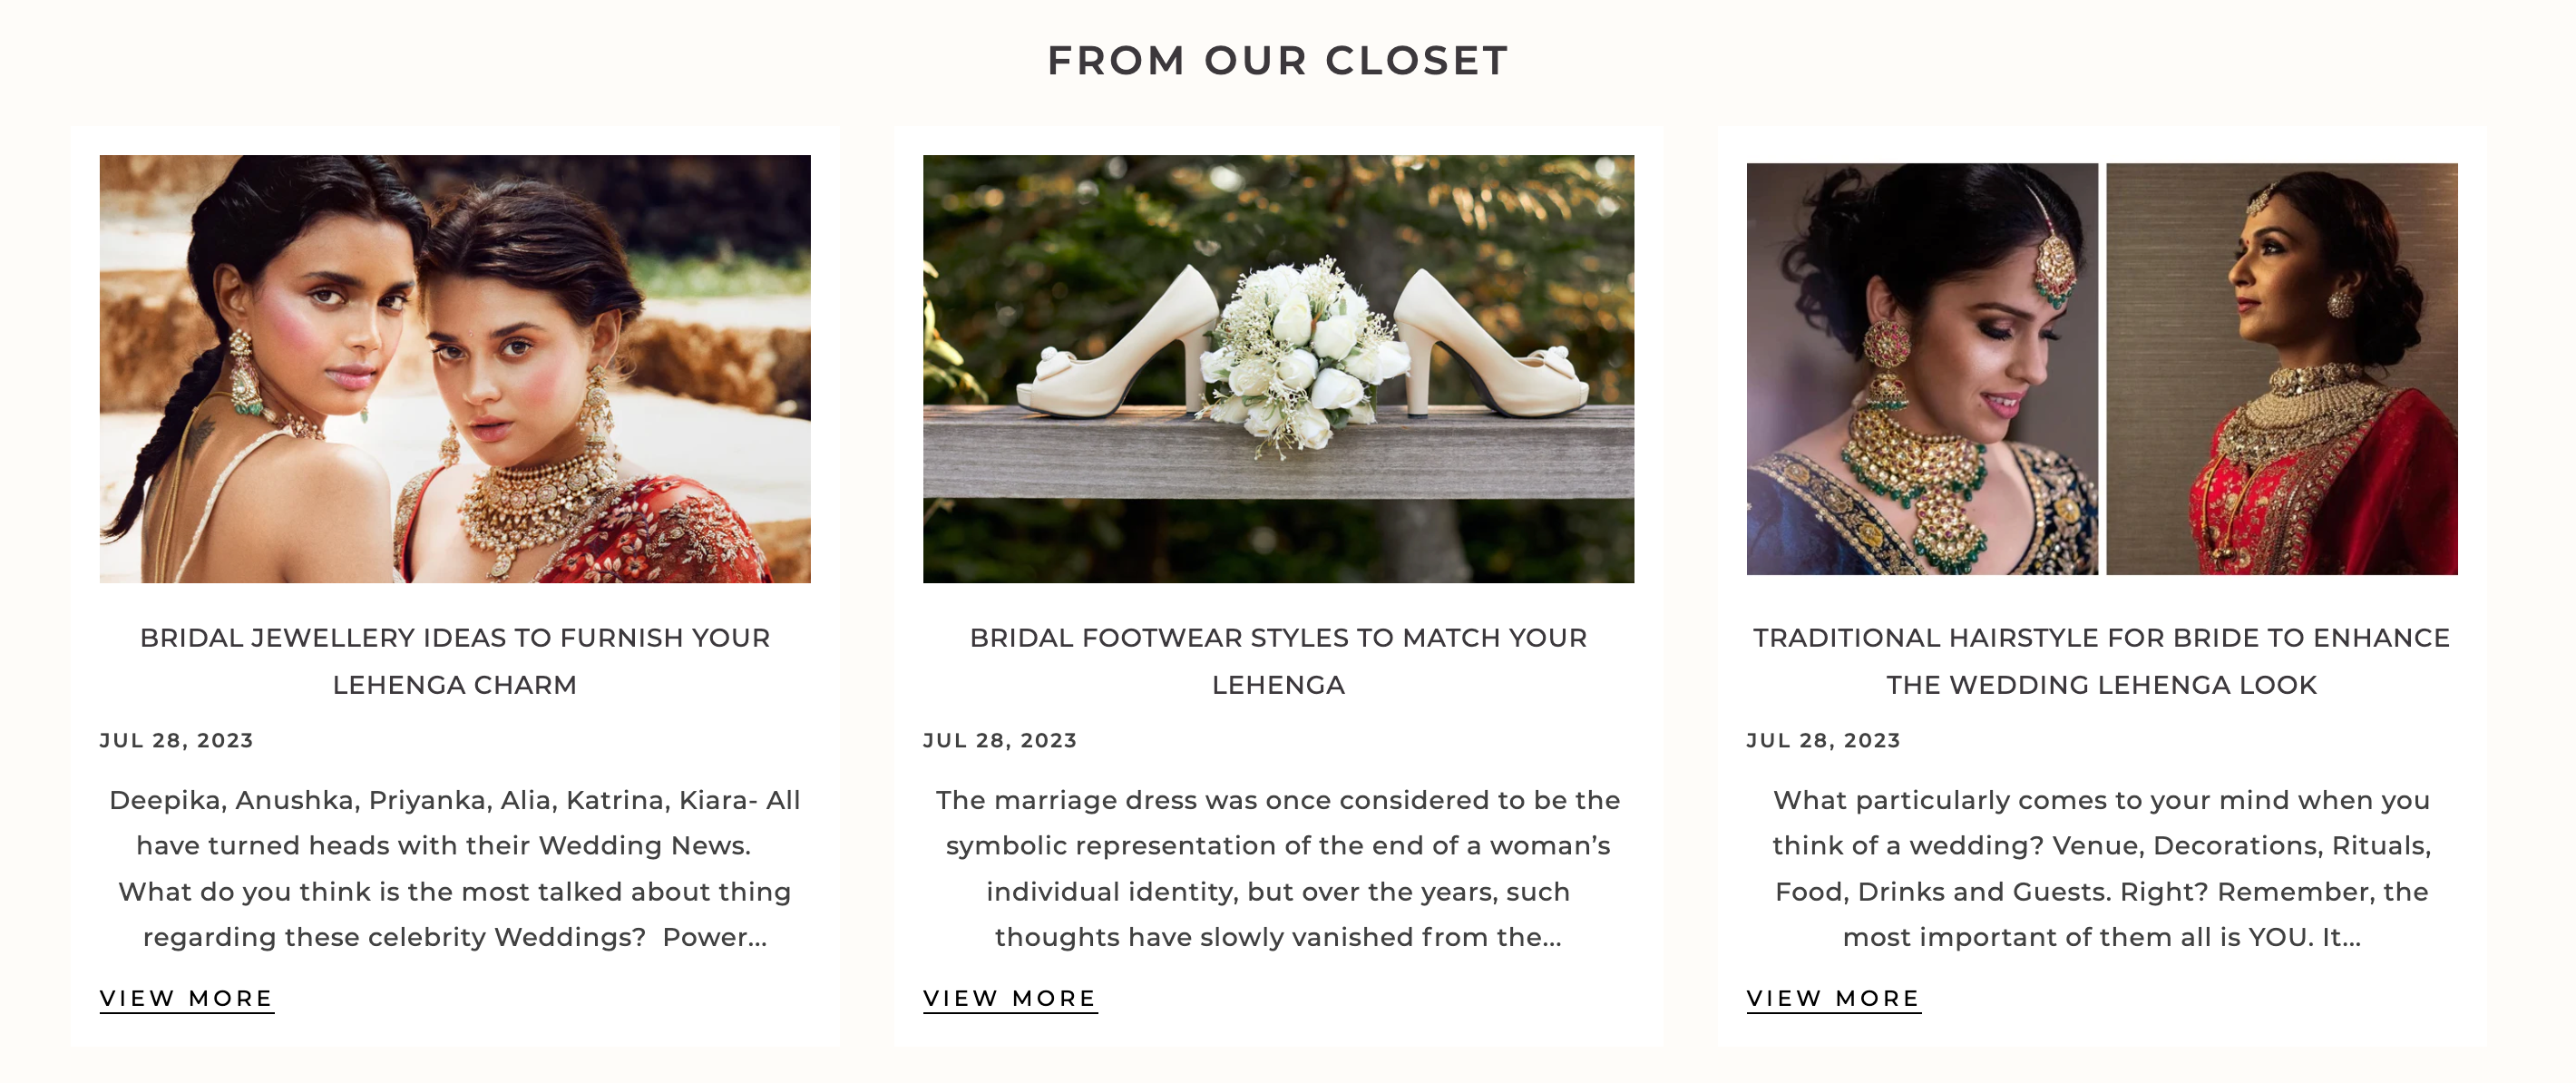 FROM OUR CLOSET
BRIDAL JEWELLERY IDEAS TO FURNISH YOUR
LEHENGA CHARM
JUL 28, 2023
Deepika, Anushka, Priyanka, Alia, Katrina, Kiara- All
have turned heads with their Wedding News.
What do you think is the most talked about thing
regarding these celebrity Weddings?  Power...
VIEW MORE
BRIDAL FOOTWEAR STYLES TO MATCH YOUR
LEHENGA
JUL 28, 2023
The marriage dress was once considered to be the
symbolic representation of the end of a woman’s
individual identity, but over the years, such
thoughts have slowly vanished from the...
VIEW MORE
TRADITIONAL HAIRSTYLE FOR BRIDE TO ENHANCE
THE WEDDING LEHENGA LOOK
JUL 28, 2023
What particularly comes to your mind when you
think of a wedding? Venue, Decorations, Rituals,
Food, Drinks and Guests. Right? Remember, the
most important of them all is YOU. It...
VIEW MORE